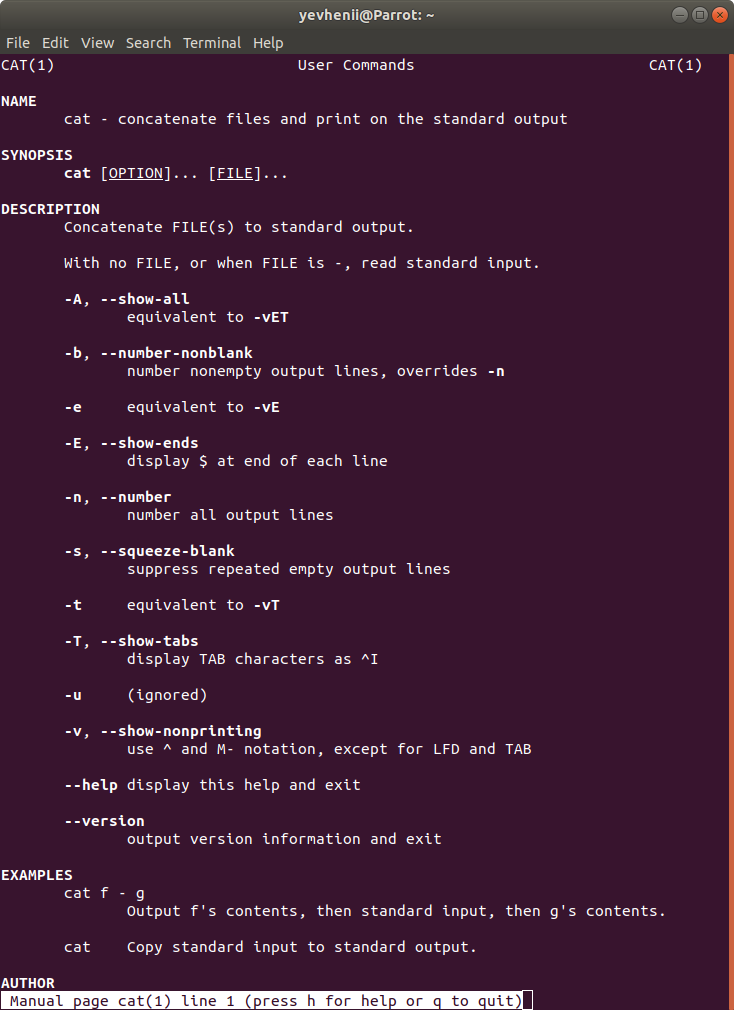 yevhenii@Parrot: ~
File Edit View Search Terminal Help
CAT(1) User Commands CAT(1)
NAME
cat - concatenate files and print on the standard output
SYNOPSIS
cat [OPTION]... [FILE]...
DESCRIPTION
Concatenate FILE(s) to standard output.
With no FILE, or when FILE is -, read standard input.
-A, --show-all
equivalent to -vET
-b, --number-nonblank
number nonempty output lines, overrides -n
-e equivalent to -vE
-E, --show-ends
display $ at end of each line
-n, --number
number all output lines
-s, --squeeze-blank
suppress repeated empty output lines
-t equivalent to -vT
-T, --show-tabs
display TAB characters as ^I
-u (ignored)
-v, --show-nonprinting
use ^ and M- notation, except for LFD and TAB
--help display this help and exit
--version
output version information and exit
EXAMPLES
cat f - g
Output f's contents, then standard input, then g's contents.
cat Copy standard input to standard output.
AUTHOR
Manual page cat(1) line 1 (press h for help or q to quit)